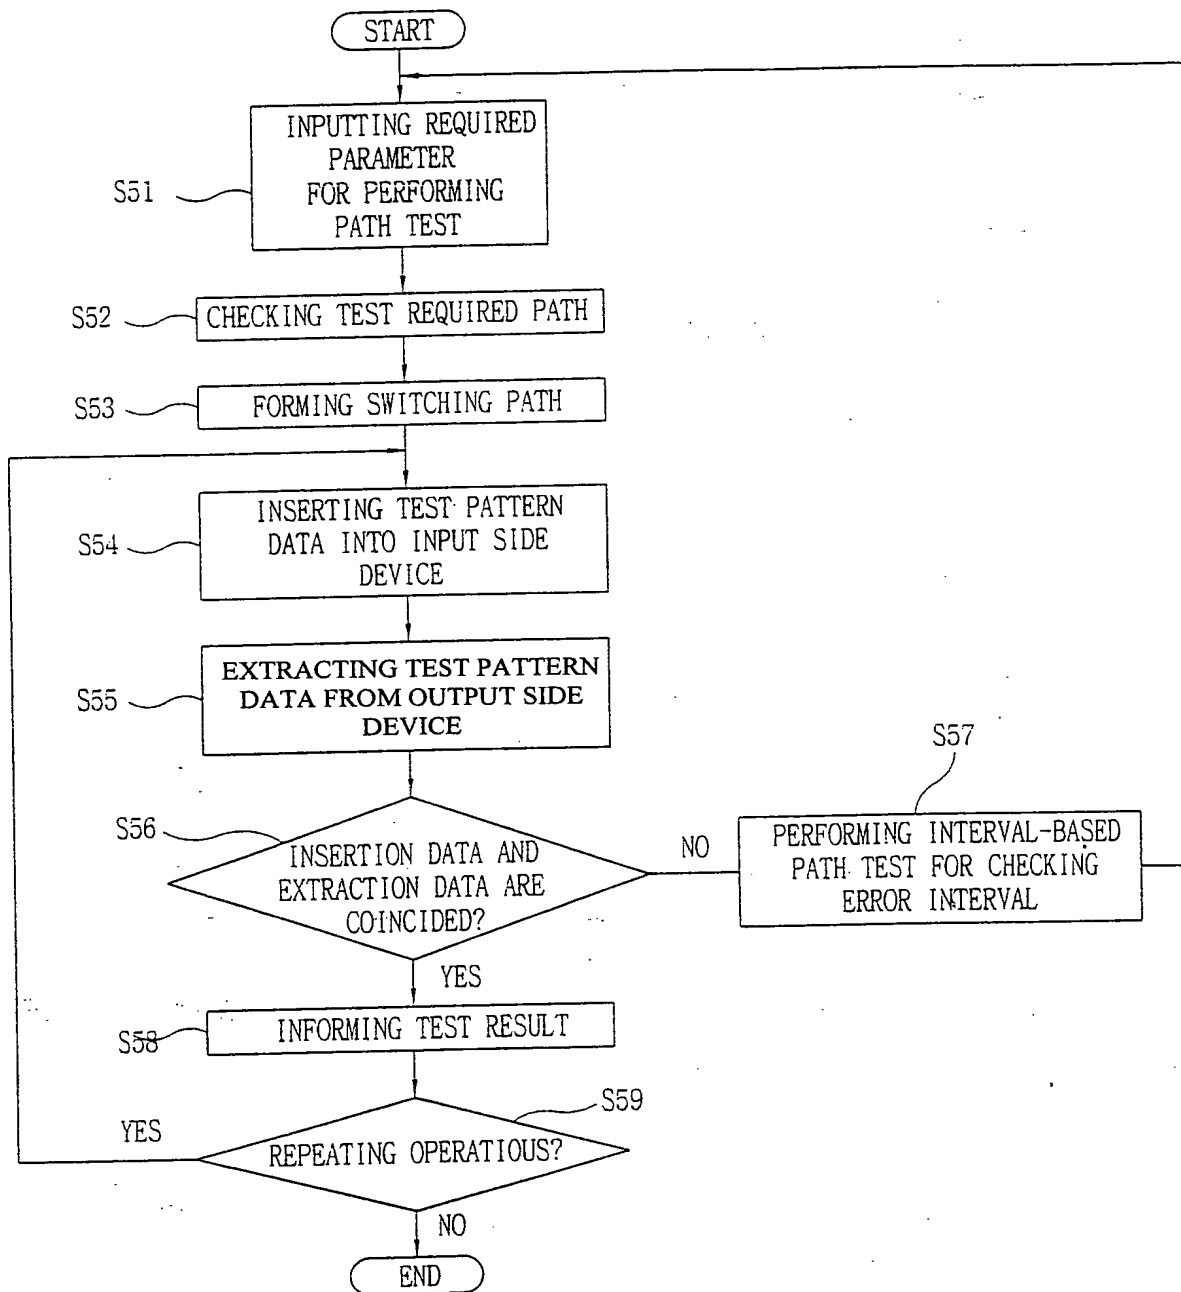 START
INPUTTING REQUIRED
PARAMETER
FOR PERFORMING
PATH TEST
S51
S52
CHECKING TEST REQUIRED PATH
S53
FORMING SWITCHING PATH
INSERTING TEST PATTERN
DATA INTO INPUT SIDE
DEVICE
S54
EXTRACTING TEST PATTERN
DATA FROM OUTPUT SIDE
DEVICE
S55
S56
INSERTION DATA AND
EXTRACTION DATA ARE
COINCIDED?
NO
S57
PERFORMING INTERVAL-BASED
PATH TEST FOR CHECKING
ERROR INTERVAL
YES
S58
INFORMING TEST RESULT
S59
YES
REPEATING OPERATIOUS?
NO
END